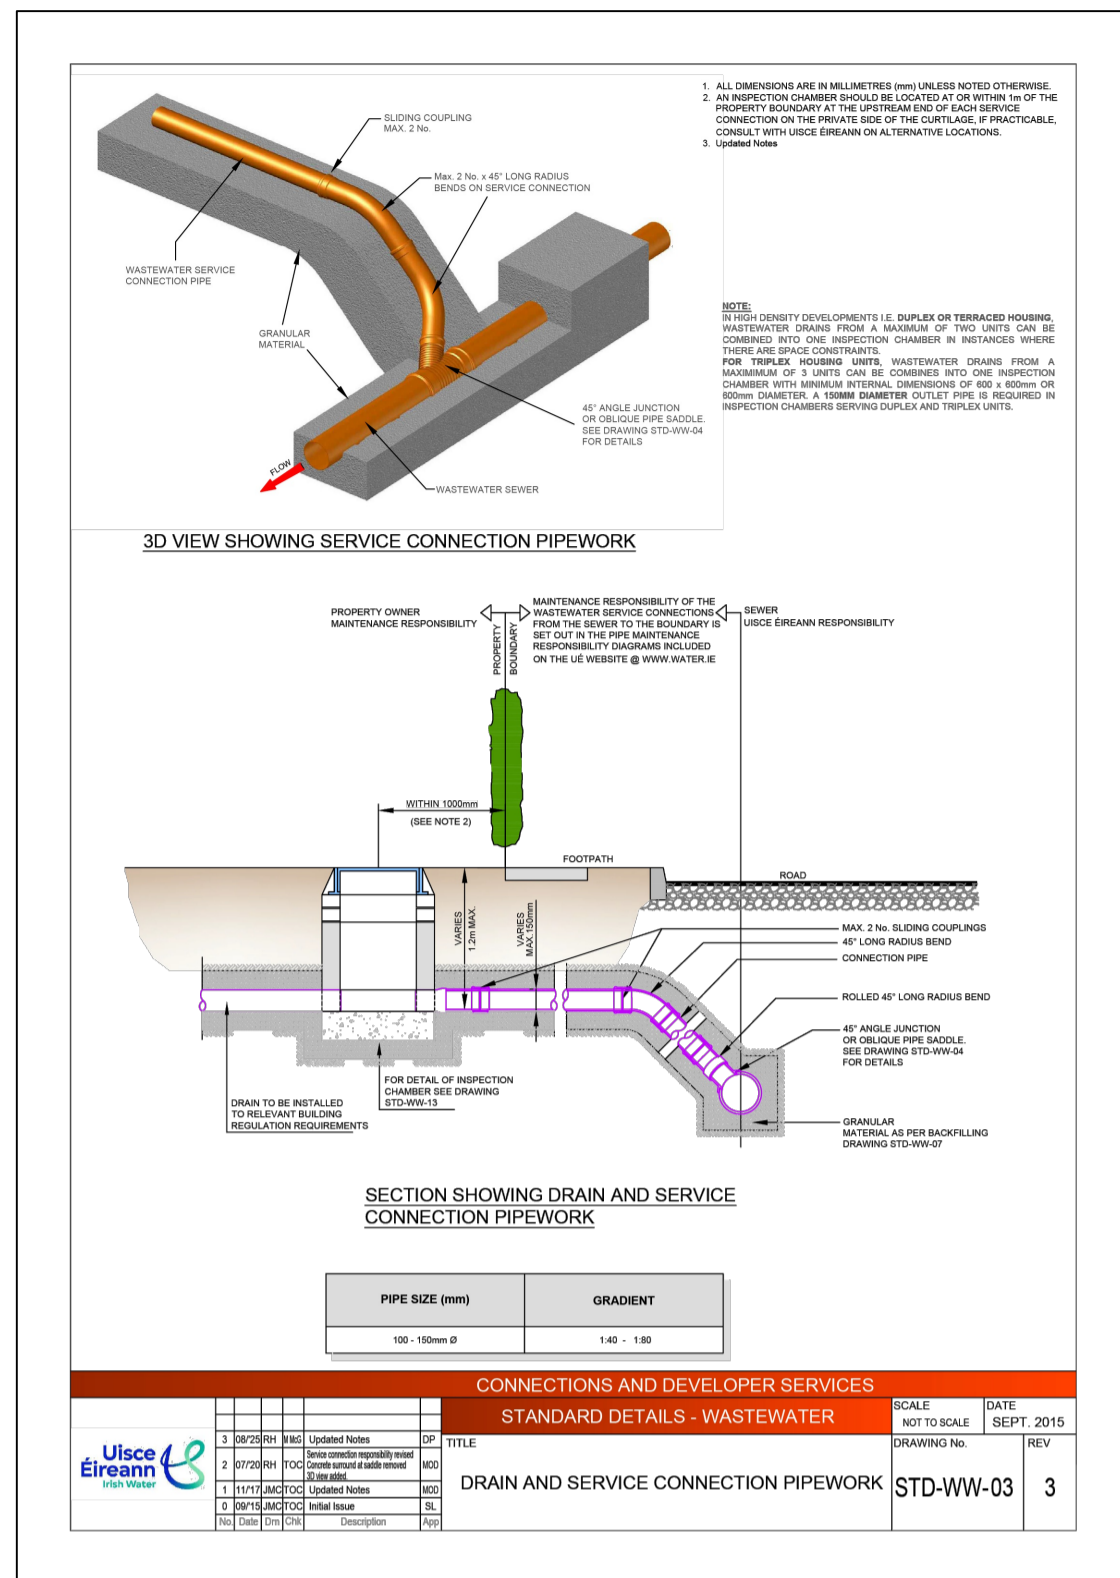 1. ALL DIMENSIONS ARE IN MILLIMETRES (mm) UNLESS NOTED OTHERWISE.
2. AN INSPECTION CHAMBER SHOULD BE LOCATED AT OR WITHIN 1m OF THE
PROPERTY BOUNDARY AT THE UPSTREAM END OF EACH SERVICE
CONNECTION ON THE PRIVATE SIDE OF THE CURTILAGE, IF PRACTICABLE,
CONSULT WITH UISCE ÉIREANN ON ALTERNATIVE LOCATIONS.
3. Updated Notes
SLIDING COUPLING
MAX. 2 No.
Max. 2 No. x 45° LONG RADIUS
BENDS ON SERVICE CONNECTION
WASTEWATER SERVICE
CONNECTION PIPE
GRANULAR
MATERIAL
45° ANGLE JUNCTION
OR OBLIQUE PIPE SADDLE.
SEE DRAWING STD-WW-04
FOR DETAILS
FLOW
WASTEWATER SEWER
NOTE:
IN HIGH DENSITY DEVELOPMENTS I.E. DUPLEX OR TERRACED HOUSING,
WASTEWATER DRAINS FROM A MAXIMUM OF TWO UNITS CAN BE
COMBINED INTO ONE INSPECTION CHAMBER IN INSTANCES WHERE
THERE ARE SPACE CONSTRAINTS.
FOR TRIPLEX HOUSING UNITS, WASTEWATER DRAINS FROM A
MAXIMIMUM OF 3 UNITS CAN BE COMBINES INTO ONE INSPECTION
CHAMBER WITH MINIMUM INTERNAL DIMENSIONS OF 600 x 600mm OR
600mm DIAMETER. A 150MM DIAMETER OUTLET PIPE IS REQUIRED IN
INSPECTION CHAMBERS SERVING DUPLEX AND TRIPLEX UNITS.
3D VIEW SHOWING SERVICE CONNECTION PIPEWORK
PROPERTY OWNER
MAINTENANCE RESPONSIBILITY
PROPERTY
BOUNDARY
MAINTENANCE RESPONSIBILITY OF THE
WASTEWATER SERVICE CONNECTIONS
FROM THE SEWER TO THE BOUNDARY IS
SET OUT IN THE PIPE MAINTENANCE
RESPONSIBILITY DIAGRAMS INCLUDED
ON THE UÉ WEBSITE @ WWW.WATER.IE
SEWER
UISCE ÉIREANN RESPONSIBILITY
WITHIN 1000mm
(SEE NOTE 2)
FOOTPATH
ROAD
VARIES
1.2m MAX.
VARIES
MAX.150mm
MAX. 2 No. SLIDING COUPLINGS
45° LONG RADIUS BEND
CONNECTION PIPE
ROLLED 45° LONG RADIUS BEND
45° ANGLE JUNCTION
OR OBLIQUE PIPE SADDLE.
SEE DRAWING STD-WW-04
FOR DETAILS
GRANULAR
MATERIAL AS PER BACKFILLING
DRAWING STD-WW-07
FOR DETAIL OF INSPECTION
CHAMBER SEE DRAWING
STD-WW-13
DRAIN TO BE INSTALLED
TO RELEVANT BUILDING
REGULATION REQUIREMENTS
SECTION SHOWING DRAIN AND SERVICE
CONNECTION PIPEWORK
PIPE SIZE (mm) GRADIENT
100 - 150mm Ø 1:40 - 1:80
CONNECTIONS AND DEVELOPER SERVICES
STANDARD DETAILS - WASTEWATER
SCALE
NOT TO SCALE
DATE
SEPT. 2015
Uisce
Éireann
Irish Water
3 08/'25 RH M McG Updated Notes DP
2 07/'20 RH TOC Service connection responsibility revised
Concrete surround at saddle removed
3D view added. MOD
1 11/'17 JMC TOC Updated Notes MOD
0 09/'15 JMC TOC Initial Issue SL
No. Date Drn Chk Description App
TITLE
DRAIN AND SERVICE CONNECTION PIPEWORK
DRAWING No.
STD-WW-03
REV
3